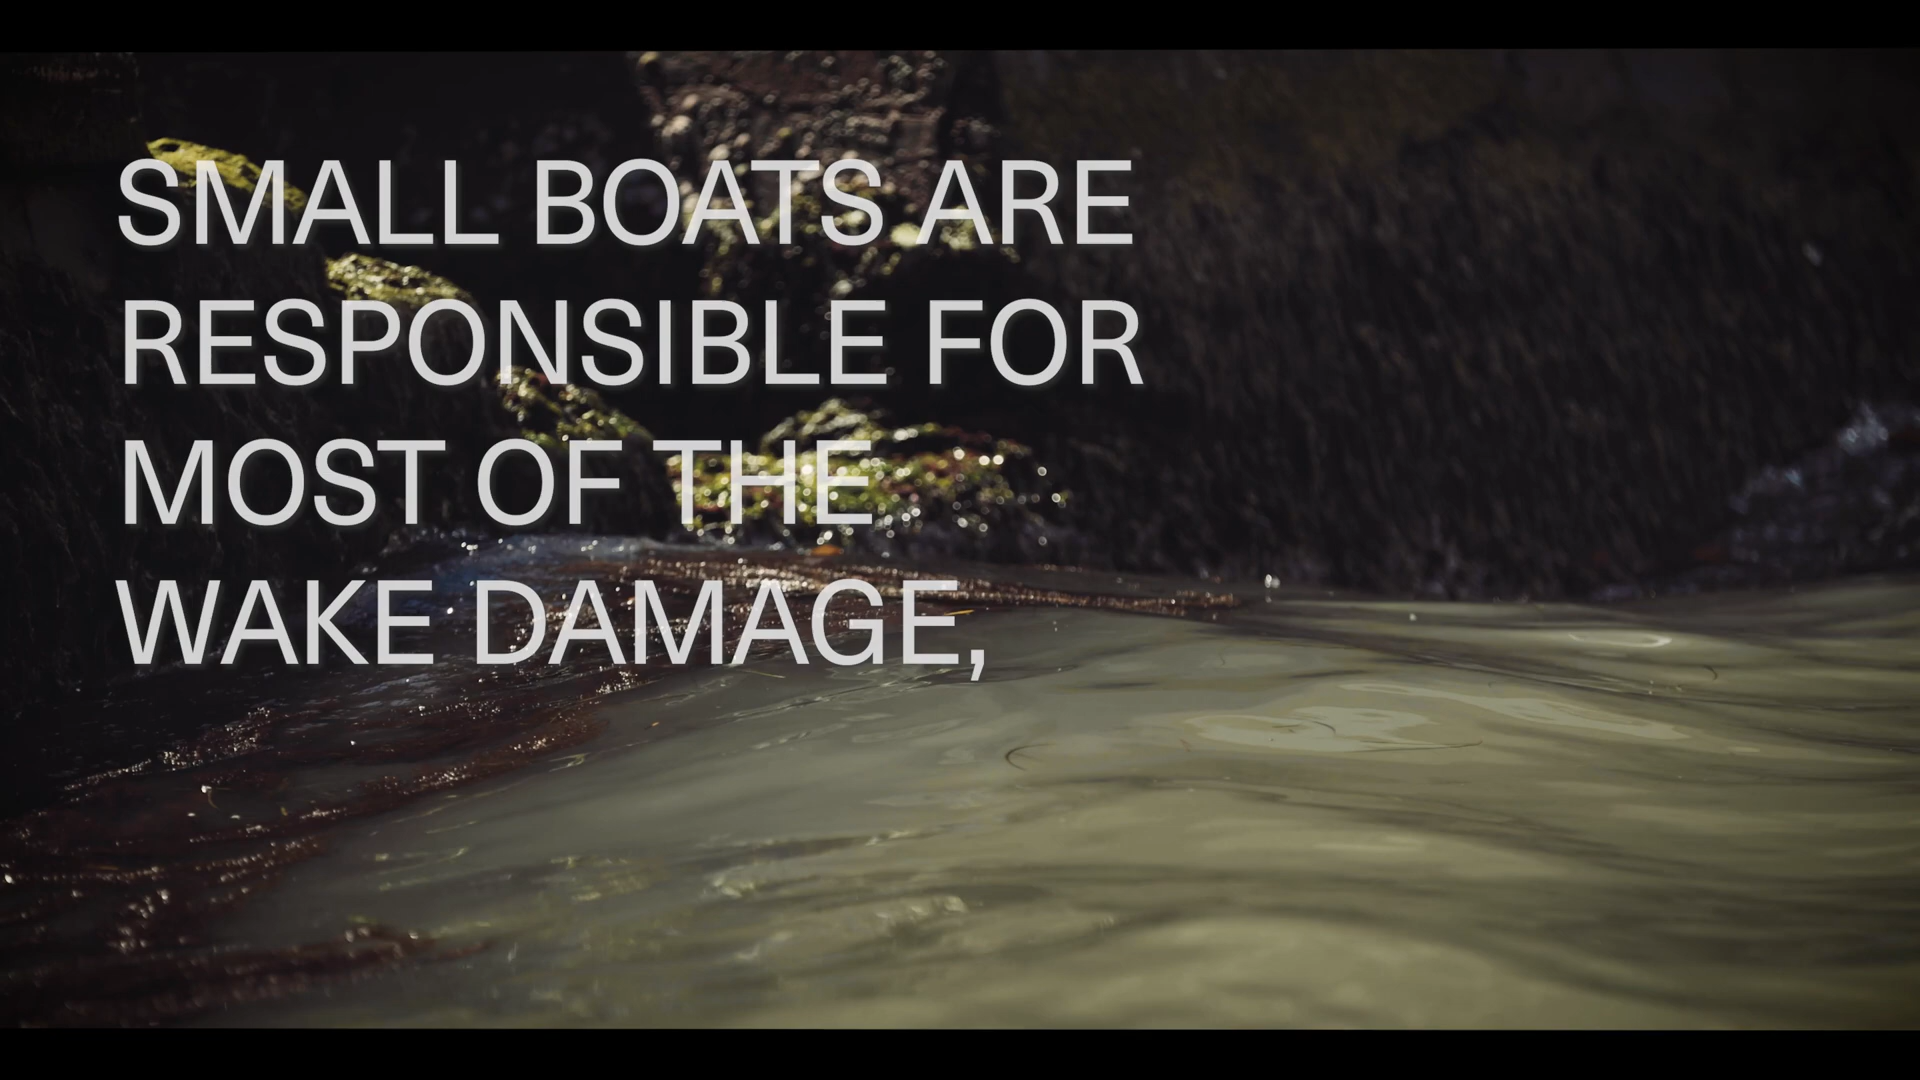 SMALL BOATS ARE
RESPONSIBLE FOR
MOST OF THE
WAKE DAMAGE,